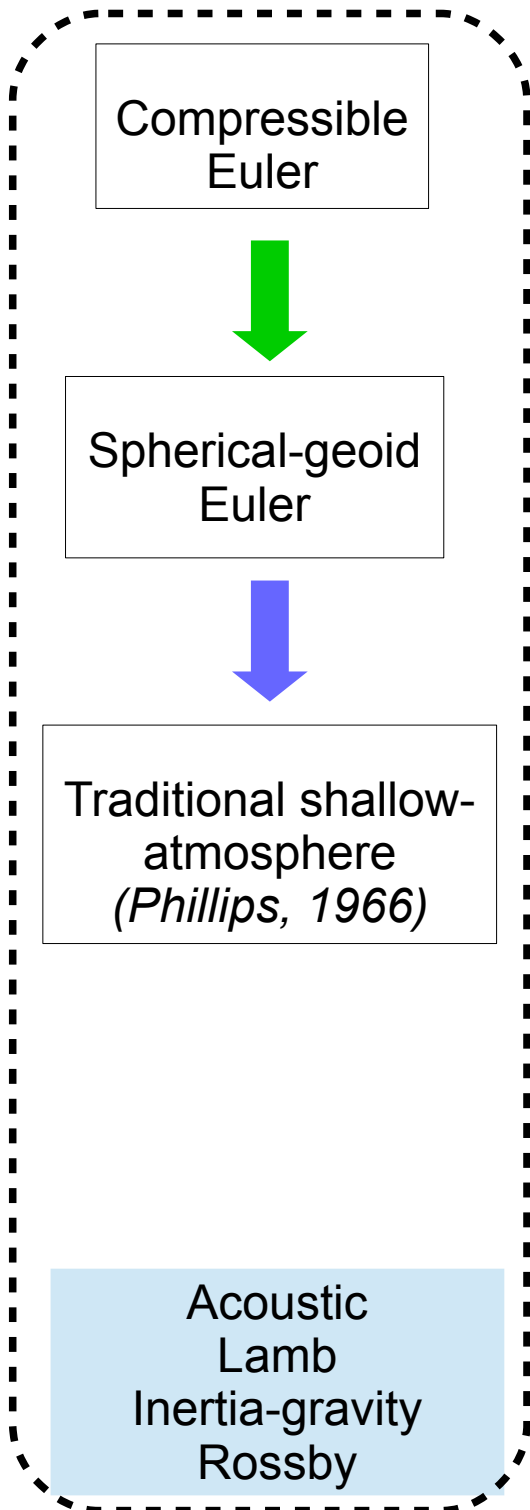 Compressible
Euler
Spherical-geoid
Euler
Traditional shallow-
atmosphere
(Phillips, 1966)
Acoustic
Lamb
Inertia-gravity
Rossby